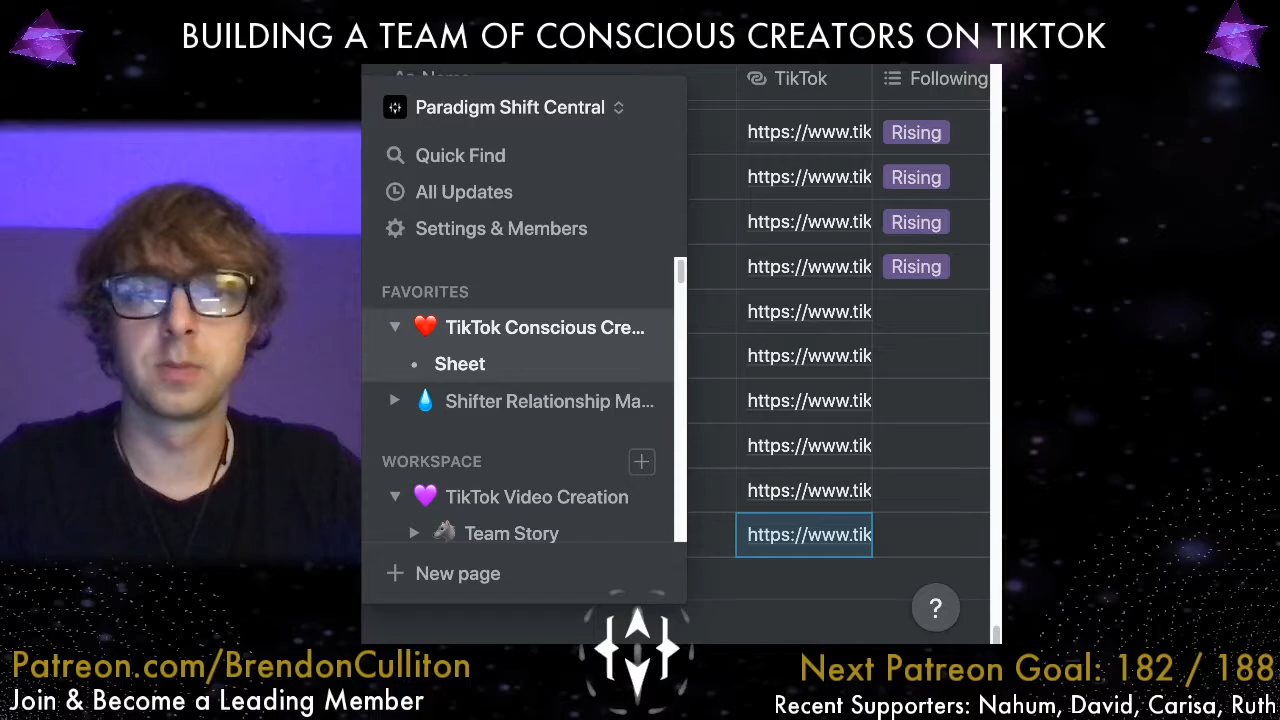 BUILDING A TEAM OF CONSCIOUS CREATORS ON TIKTOK
Name
TikTok
Following
Paradigm Shift Central
Quick Find
All Updates
Settings & Members
FAVORITES
TikTok Conscious Cre...
Sheet
Shifter Relationship Ma...
WORKSPACE
TikTok Video Creation
Team Story
New page
https://www.tik Rising
https://www.tik Rising
https://www.tik Rising
https://www.tik Rising
https://www.tik
https://www.tik
https://www.tik
https://www.tik
https://www.tik
https://www.tik
?
Patreon.com/BrendonCulliton
Join & Become a Leading Member
Next Patreon Goal: 182 / 188
Recent Supporters: Nahum, David, Carisa, Ruth